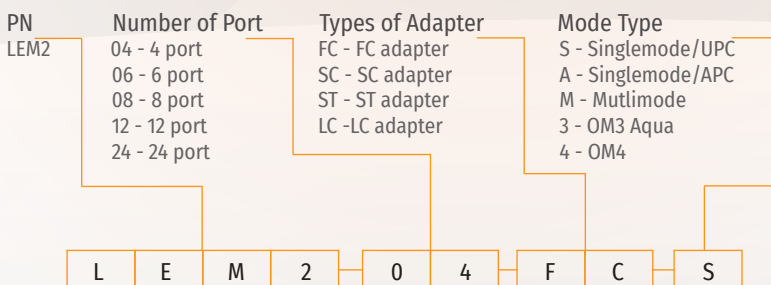 PN
LEM2
Number of Port
04 - 4 port
06 - 6 port
08 - 8 port
12 - 12 port
24 - 24 port
Types of Adapter
FC - FC adapter
SC - SC adapter
ST - ST adapter
LC -LC adapter
Mode Type
S - Singlemode/UPC
A - Singlemode/APC
M - Mutlimode
3 - OM3 Aqua
4 - OM4
L E M 2 0 4 F C S